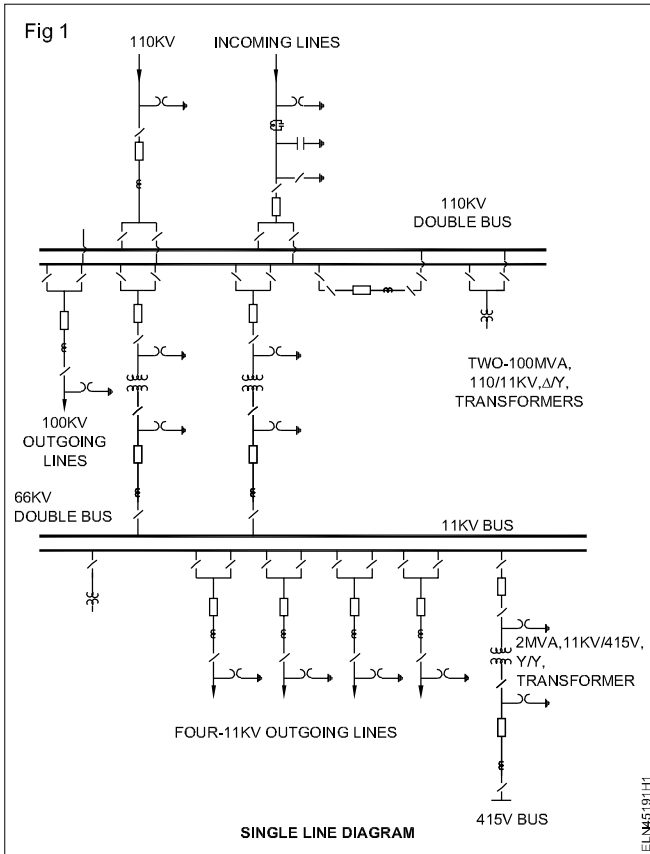 Fig 1
110KV
INCOMING LINES
110KV
DOUBLE BUS
TWO-100MVA,
110/11KV,Δ/Y,
TRANSFORMERS
100KV
OUTGOING
LINES
66KV
DOUBLE BUS
11KV BUS
2MVA,11KV/415V,
Y/Y,
TRANSFORMER
FOUR-11KV OUTGOING LINES
415V BUS
SINGLE LINE DIAGRAM
ELN45191H1